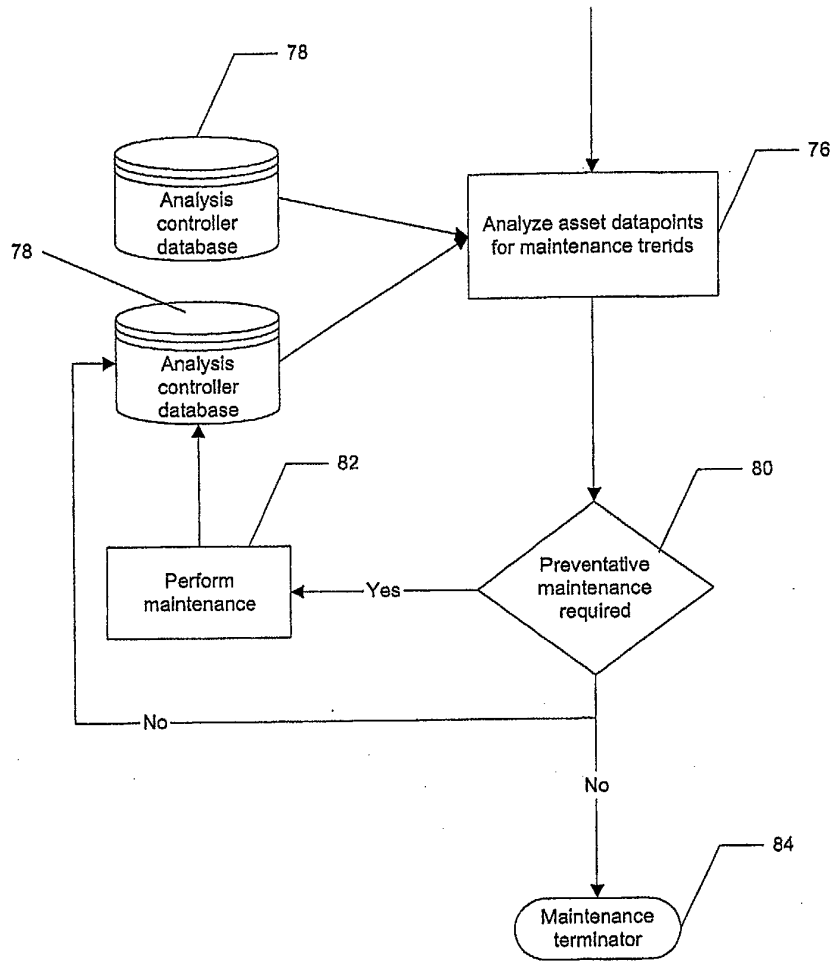 78
Analysis
controller
database
76
Analyze asset datapoints
for maintenance trends
78
Analysis
controller
database
82
Perform
maintenance
Yes
80
Preventative
maintenance
required
No
No
84
Maintenance
terminator